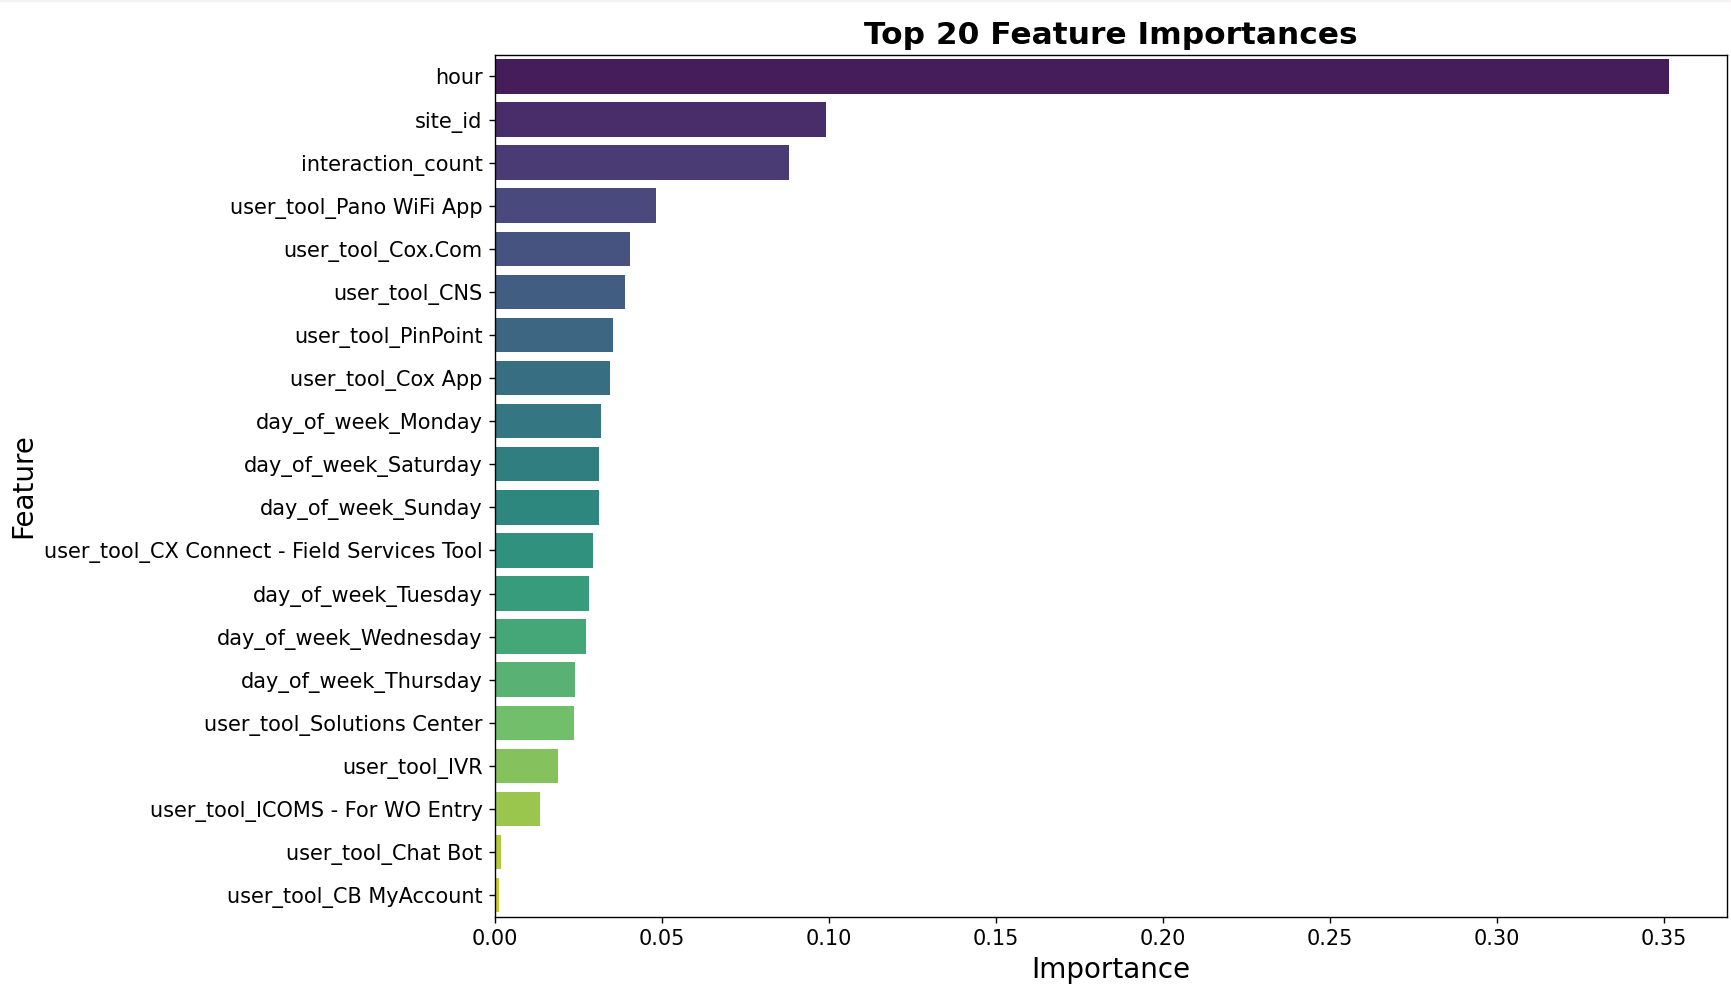 Top 20 Feature Importances
hour
site_id
interaction_count
user_tool_Pano WiFi App
user_tool_Cox.Com
user_tool_CNS
user_tool_PinPoint
user_tool_Cox App
day_of_week_Monday
day_of_week_Saturday
day_of_week_Sunday
user_tool_CX Connect - Field Services Tool
day_of_week_Tuesday
day_of_week_Wednesday
day_of_week_Thursday
user_tool_Solutions Center
user_tool_IVR
user_tool_ICOMS - For WO Entry
user_tool_Chat Bot
user_tool_CB MyAccount
Feature
0.00 0.05 0.10 0.15 0.20 0.25 0.30 0.35
Importance